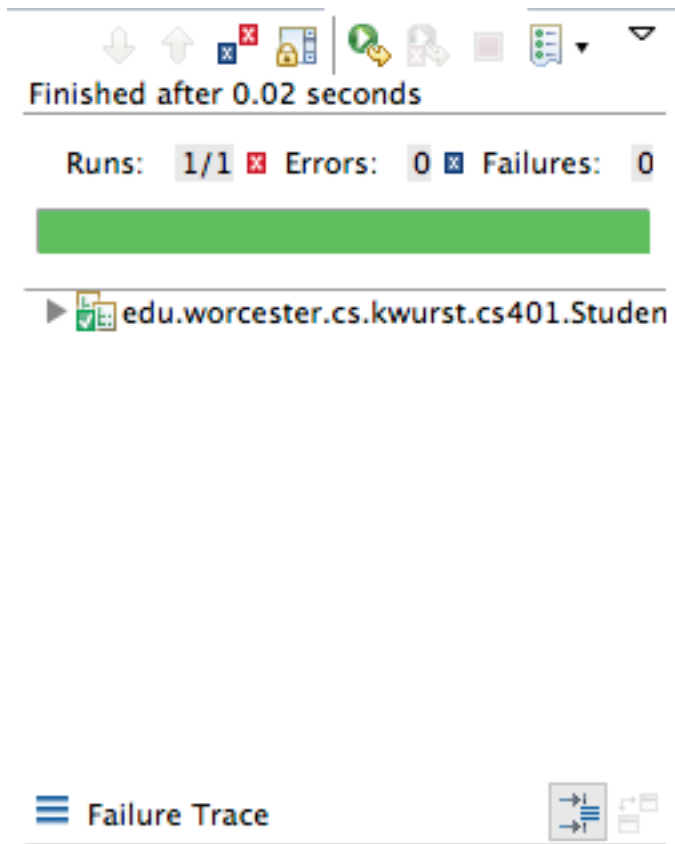 Finished after 0.02 seconds
Runs: 1/1 Errors: 0 Failures: 0
edu.worcester.cs.kwurst.cs401.Studen
Failure Trace